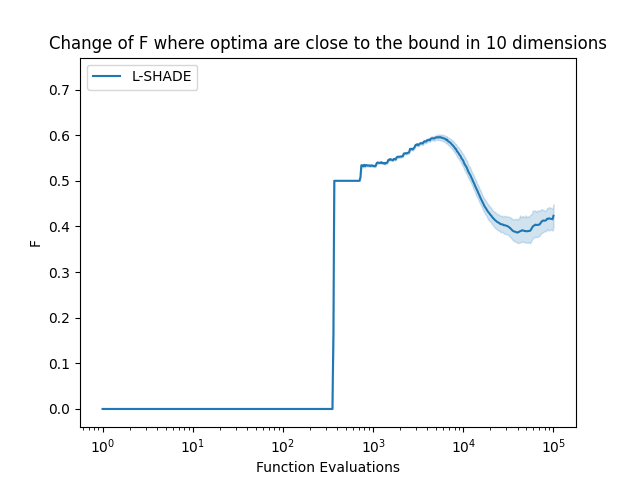 Change of F where optima are close to the bound in 10 dimensions
L-SHADE
0.7
0.6
0.5
0.4
0.3
0.2
0.1
0.0
F
10⁰ 10¹ 10² 10³ 10⁴ 10⁵
Function Evaluations